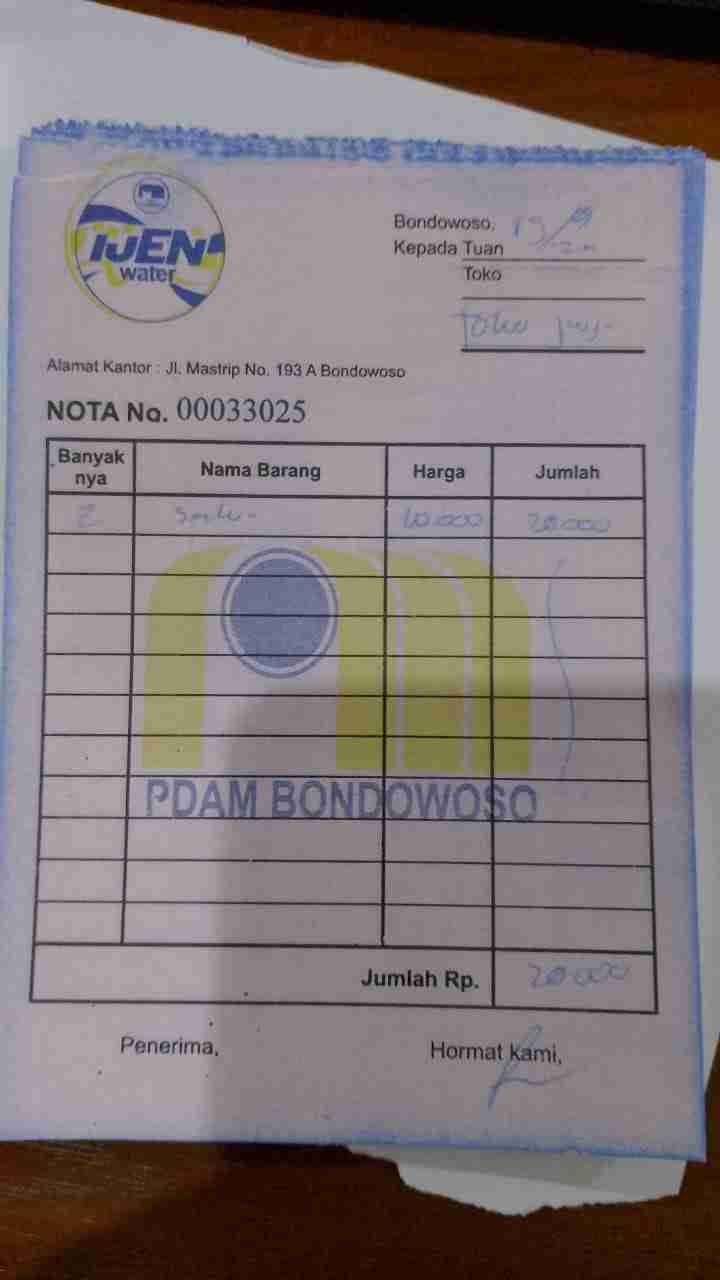 IJEN
water
Bondowoso, 19/09
Kepada Tuan
Toko
Toko
Alamat Kantor : Jl. Mastrip No. 193 A Bondowoso
NOTA No. 00033025
Banyak nya Nama Barang Harga Jumlah
2 10.000 20.000
PDAM BONDOWOSO
Jumlah Rp. 20.000
Penerima, Hormat kami,